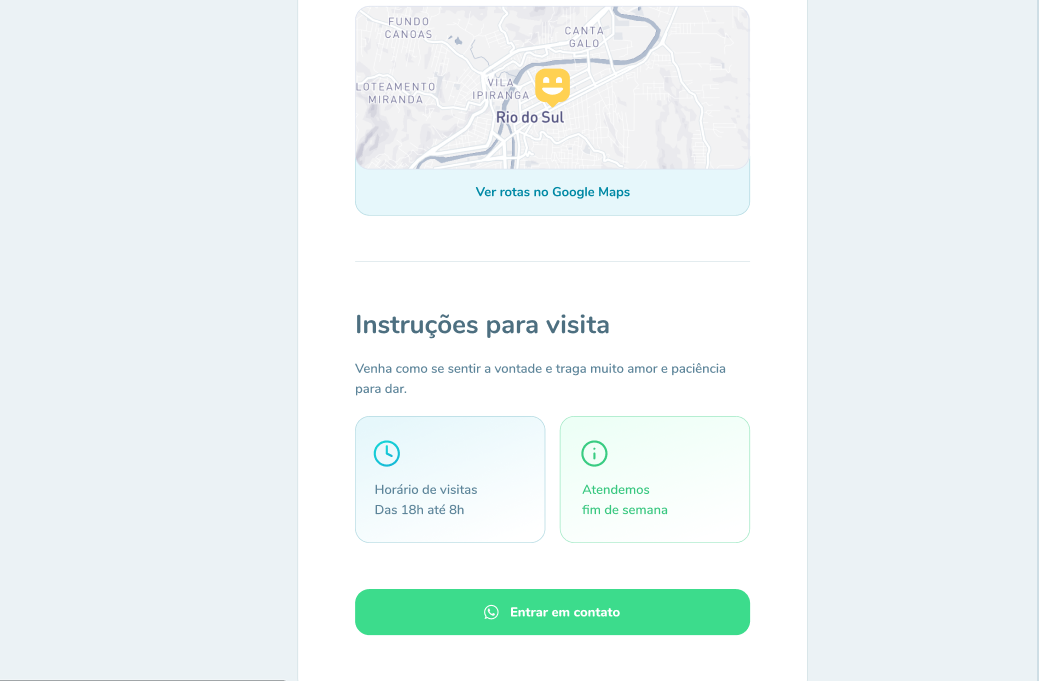 FUNDO
CANOAS
CANTA
GALO
LOTEAMENTO
MIRANDA
VILA
IPIRANGA
Rio do Sul
Ver rotas no Google Maps
Instruções para visita
Venha como se sentir a vontade e traga muito amor e paciência
para dar.
Horário de visitas
Das 18h até 8h
Atendemos
fim de semana
Entrar em contato